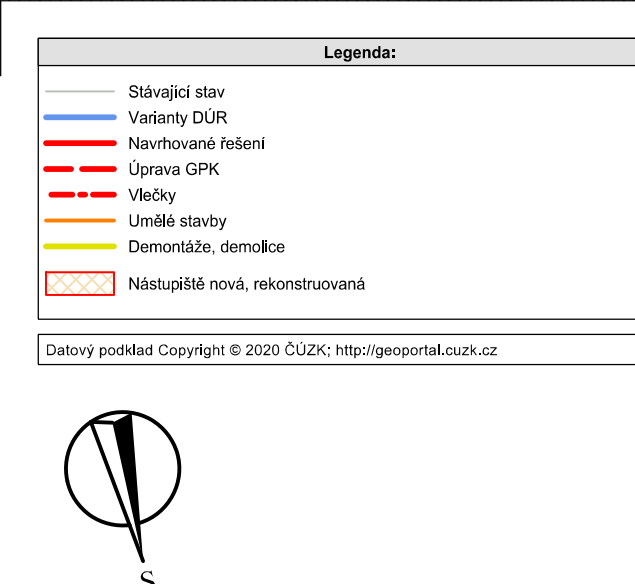 Legenda:
Stávající stav
Varianty DÚR
Navrhované řešení
Úprava GPK
Vlečky
Umělé stavby
Demontáže, demolice
Nástupiště nová, rekonstruovaná
Datový podklad Copyright © 2020 ČÚZK; http://geoportal.cuzk.cz
S